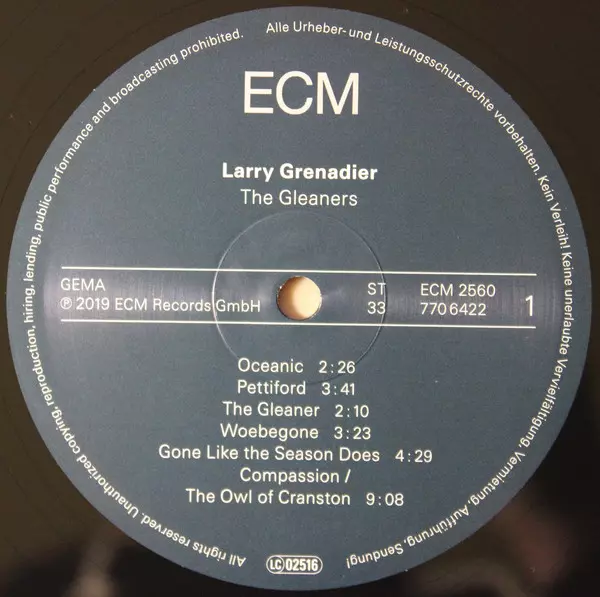 ECM
Larry Grenadier
The Gleaners
GEMA
℗ 2019 ECM Records GmbH
ST
33
ECM 2560
770 6422
1
Oceanic 2:26
Pettiford 3:41
The Gleaner 2:10
Woebegone 3:23
Gone Like the Season Does 4:29
Compassion /
The Owl of Cranston 9:08
All rights reserved. Unauthorized copying, reproduction, hiring, lending, public performance and broadcasting prohibited.
Alle Urheber- und Leistungsschutzrechte vorbehalten. Kein Verleih! Keine unerlaubte Vervielfältigung, Vermietung, Aufführung, Sendung!
LC 02516